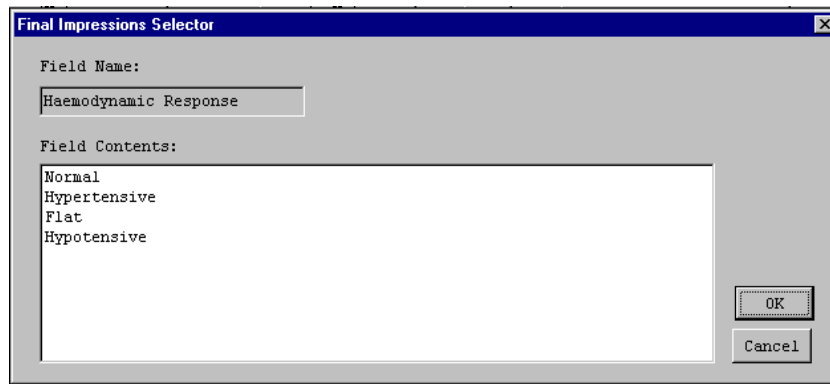 Final Impressions Selector
Field Name:
Haemodynamic Response
Field Contents:
Normal
Hypertensive
Flat
Hypotensive
OK
Cancel